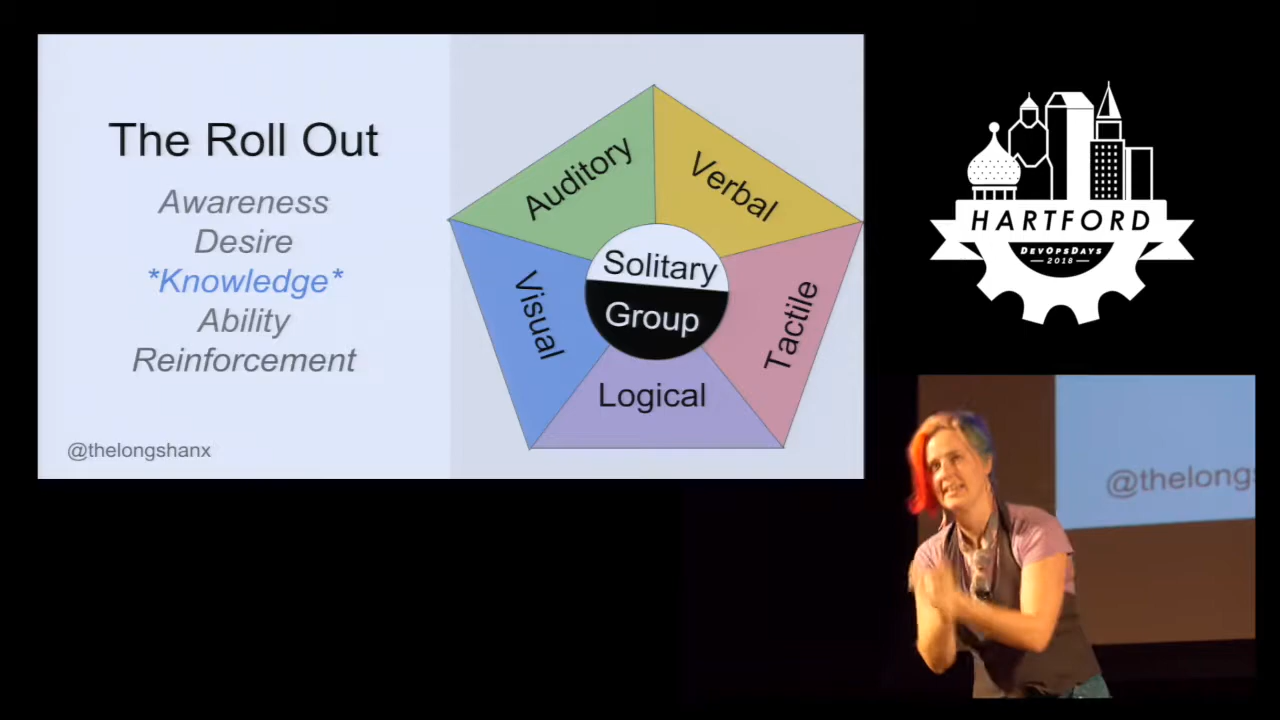 The Roll Out
Awareness
Desire
*Knowledge*
Ability
Reinforcement
@thelongshanx
Auditory
Verbal
Solitary
Group
Visual
Tactile
Logical
HARTFORD
DEVOPSDAYS
2018
@thelongs